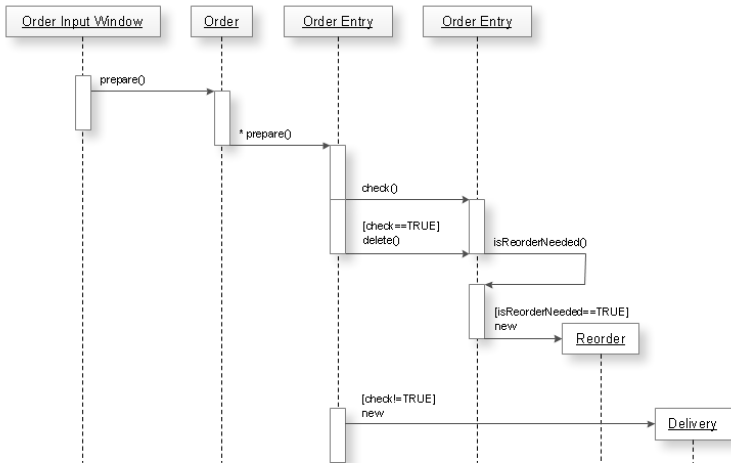 Order Input Window
Order
Order Entry
Order Entry
prepare()
* prepare()
check()
[check==TRUE]
delete()
isReorderNeeded()
[isReorderNeeded==TRUE]
new
Reorder
[check!=TRUE]
new
Delivery